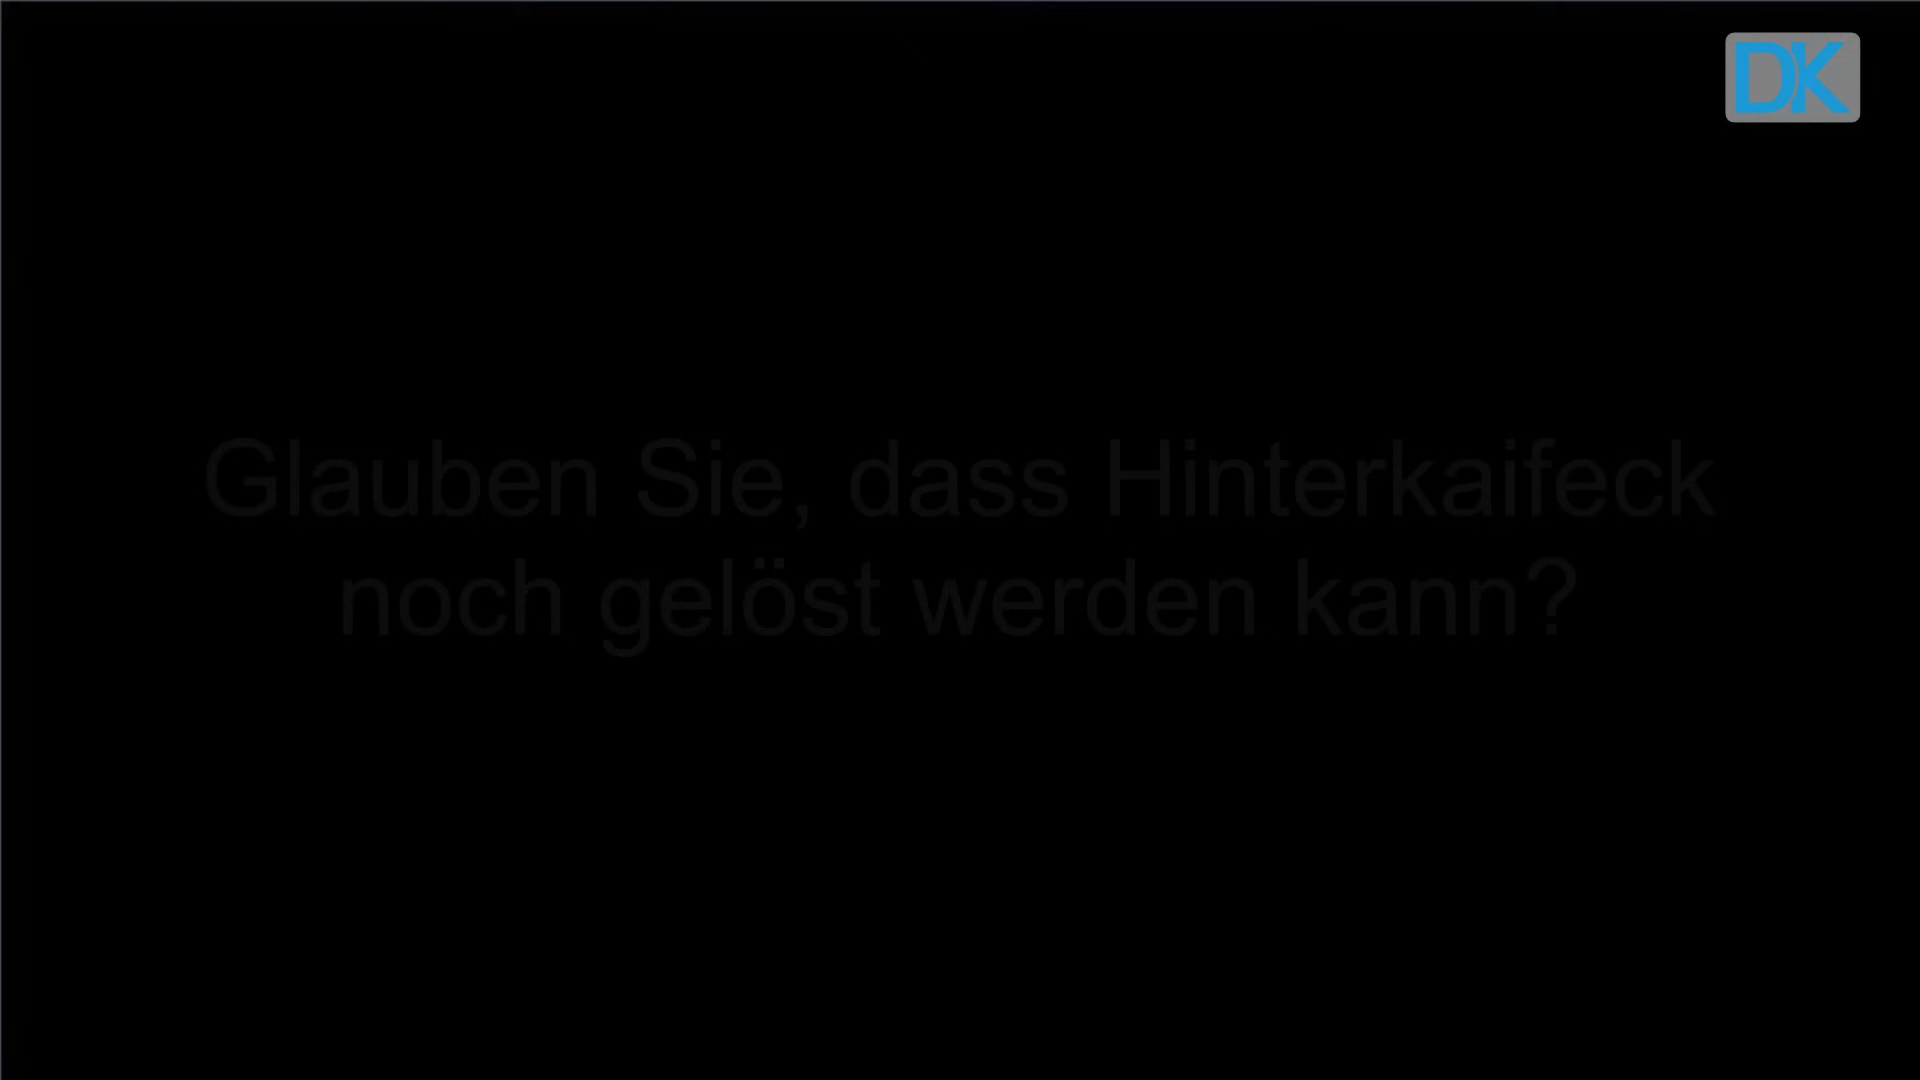 DK
Glauben Sie, dass Hinterkaifeck
noch gelöst werden kann?